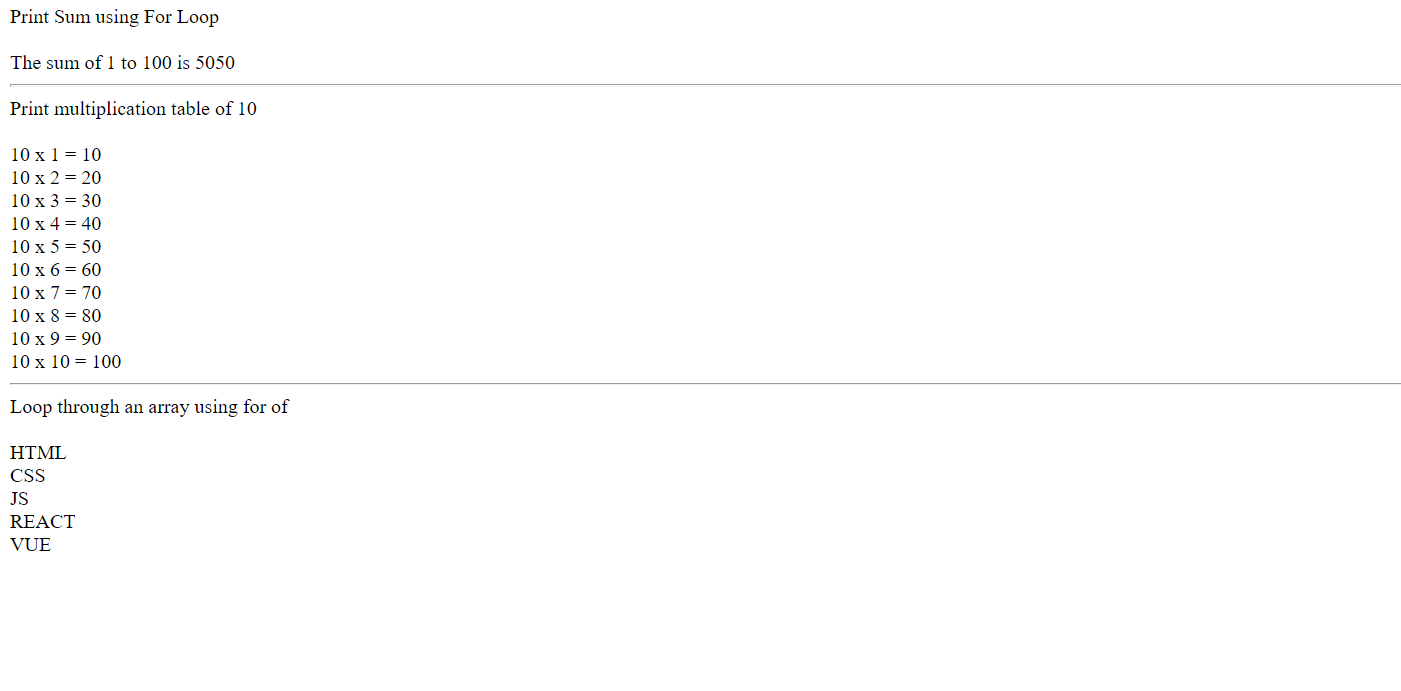 Print Sum using For Loop
The sum of 1 to 100 is 5050
Print multiplication table of 10
10 x 1 = 10
10 x 2 = 20
10 x 3 = 30
10 x 4 = 40
10 x 5 = 50
10 x 6 = 60
10 x 7 = 70
10 x 8 = 80
10 x 9 = 90
10 x 10 = 100
Loop through an array using for of
HTML
CSS
JS
REACT
VUE